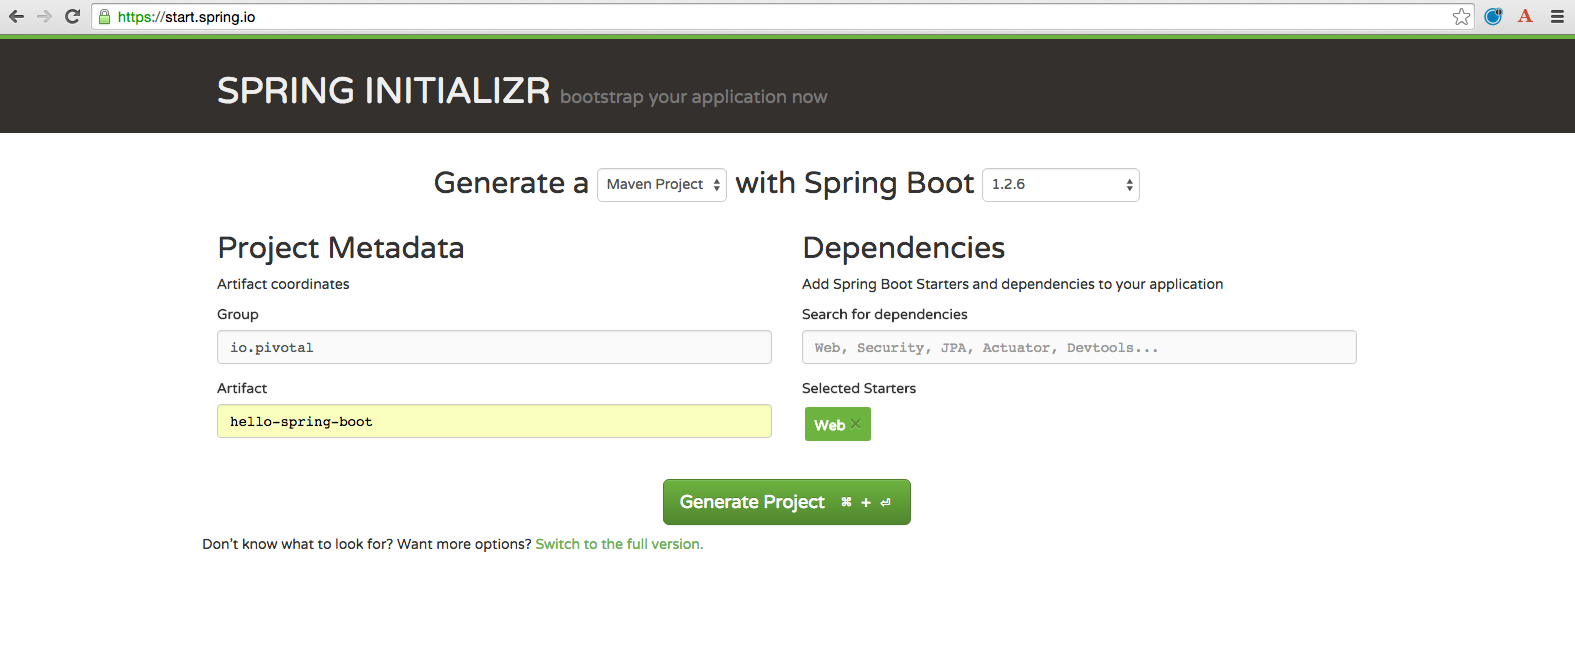 https://start.spring.io
A
SPRING INITIALIZR bootstrap your application now
Generate a Maven Project with Spring Boot 1.2.6
Project Metadata
Artifact coordinates
Group
io.pivotal
Artifact
hello-spring-boot
Dependencies
Add Spring Boot Starters and dependencies to your application
Search for dependencies
Web, Security, JPA, Actuator, Devtools...
Selected Starters
Web ×
Generate Project ⌘ + ⏎
Don't know what to look for? Want more options? Switch to the full version.